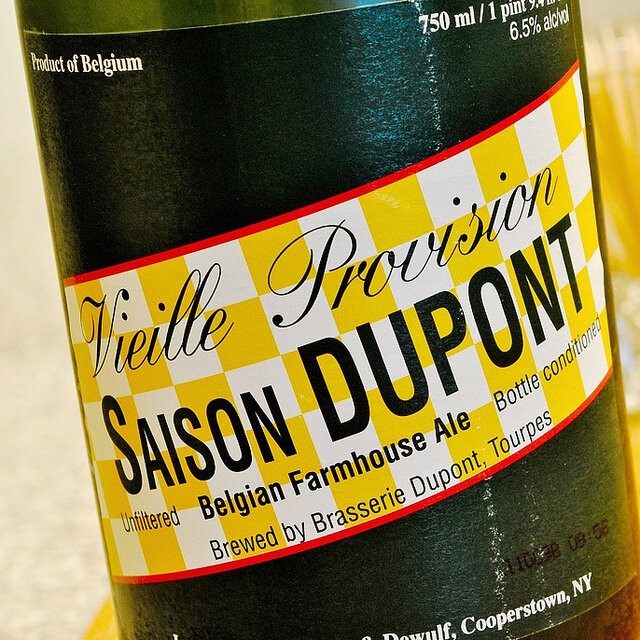 Product of Belgium
750 ml / 1 pint
6.5% alc/vol
Vieille Provision
SAISON DUPONT
Unfiltered Belgian Farmhouse Ale Bottle conditioned
Brewed by Brasserie Dupont, Tourpes
& Dewulf, Cooperstown, NY